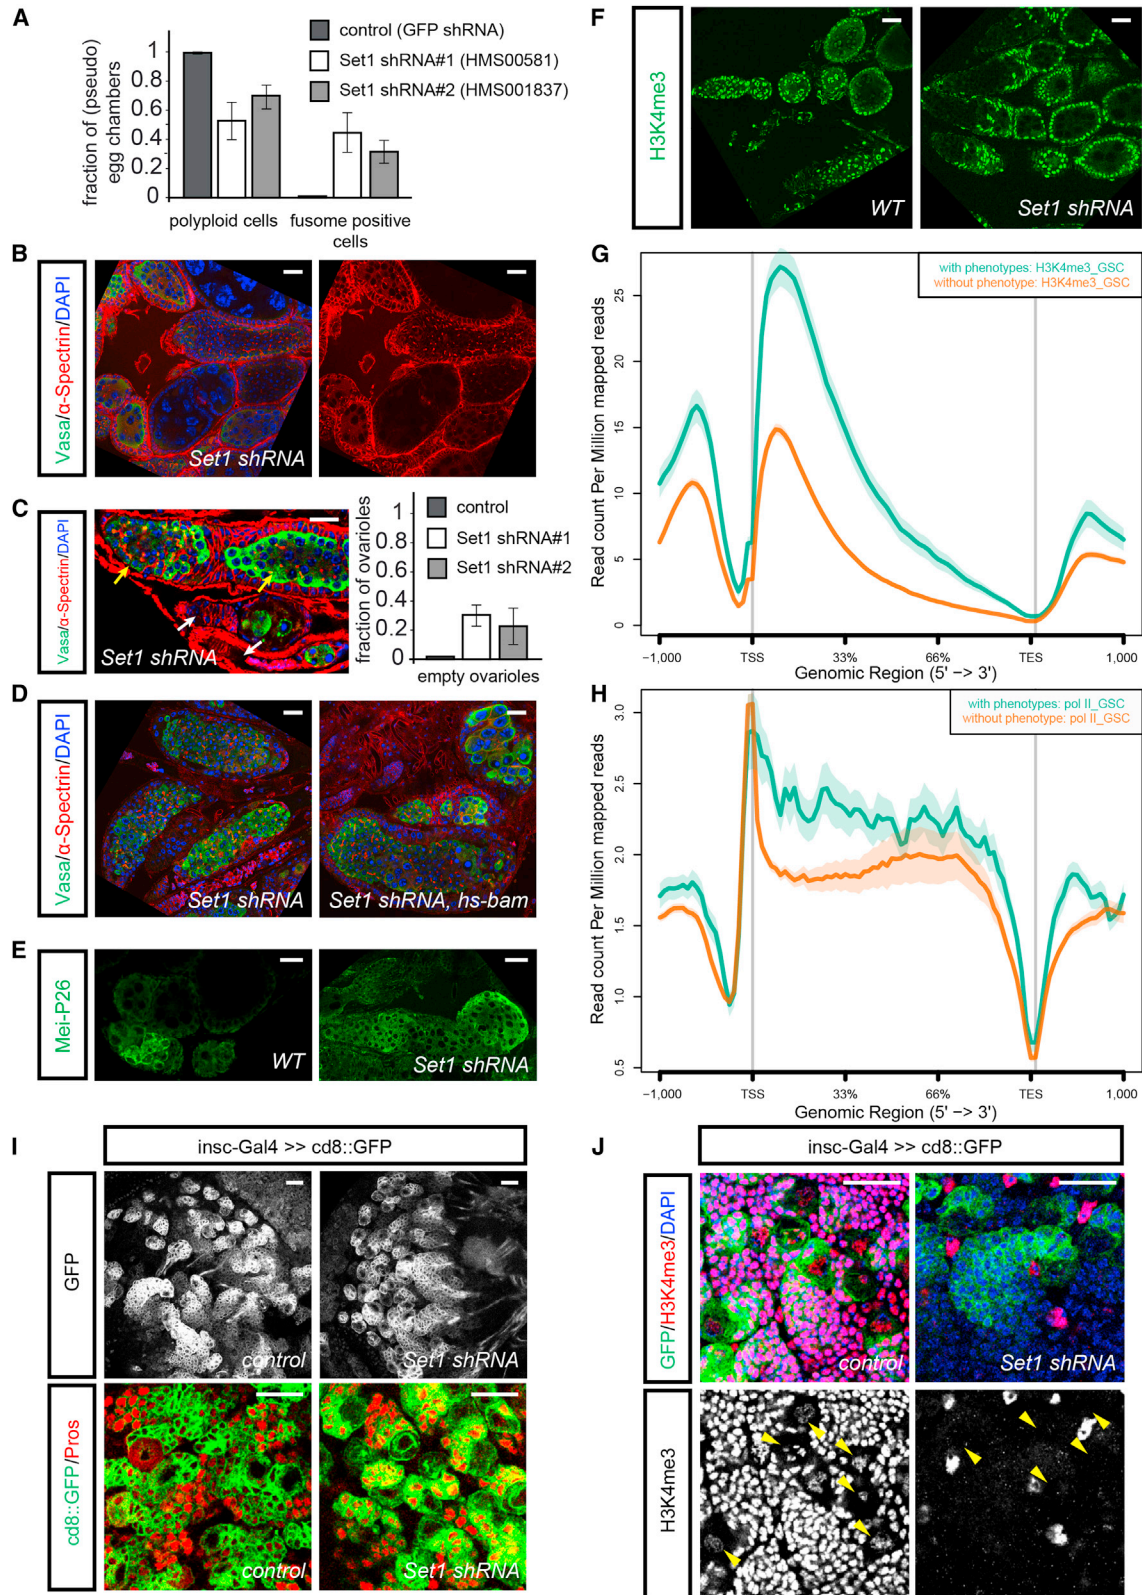 A
fraction of (pseudo)
egg chambers
1
0.8
0.6
0.4
0.2
0
polyploid cells
fusome positive
cells
control (GFP shRNA)
Set1 shRNA#1 (HMS00581)
Set1 shRNA#2 (HMS001837)
B
Vasa/α-Spectrin/DAPI
Set1 shRNA
C
Vasa/α-Spectrin/DAPI
Set1 shRNA
fraction of ovarioles
1
0.8
0.6
0.4
0.2
0
control
Set1 shRNA#1
Set1 shRNA#2
empty ovarioles
D
Vasa/α-Spectrin/DAPI
Set1 shRNA
Set1 shRNA, hs-bam
E
Mei-P26
WT
Set1 shRNA
F
H3K4me3
WT
Set1 shRNA
G
with phenotypes: H3K4me3_GSC
without phenotype: H3K4me3_GSC
Read count Per Million mapped reads
25
20
15
10
5
0
−1,000
TSS
33%
66%
TES
1,000
Genomic Region (5' −> 3')
H
with phenotypes: pol II_GSC
without phenotype: pol II_GSC
Read count Per Million mapped reads
3.0
2.5
2.0
1.5
1.0
0.5
−1,000
TSS
33%
66%
TES
1,000
Genomic Region (5' −> 3')
I
insc-Gal4 >> cd8::GFP
GFP
control
Set1 shRNA
cd8::GFP/Pros
control
Set1 shRNA
J
insc-Gal4 >> cd8::GFP
GFP/H3K4me3/DAPI
control
Set1 shRNA
H3K4me3